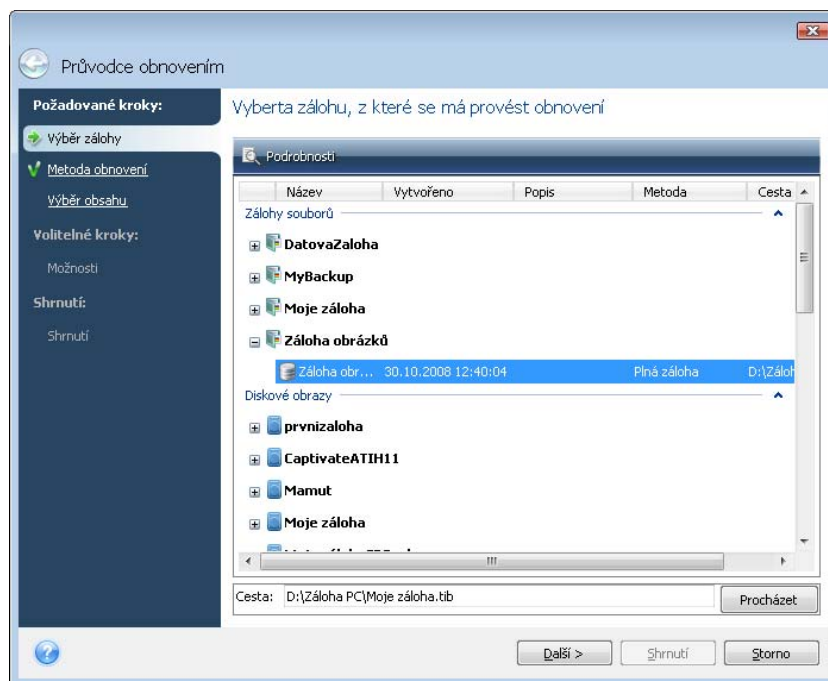 Průvodce obnovením
Požadované kroky:
Výběr zálohy
Metoda obnovení
Výběr obsahu
Volitelné kroky:
Možnosti
Shrnutí:
Shrnutí
Vyberta zálohu, z které se má provést obnovení
Podrobnosti
Název Vytvořeno Popis Metoda Cesta
Zálohy souborů
DatovaZaloha
MyBackup
Moje záloha
Záloha obrázků
Záloha obr... 30.10.2008 12:40:04 Plná záloha D:\Záloh
Diskové obrazy
prvnizaloha
CaptivateATIH11
Mamut
Moje záloha
Cesta: D:\Záloha PC\Moje záloha.tib Procházet
Další > Shrnutí Storno